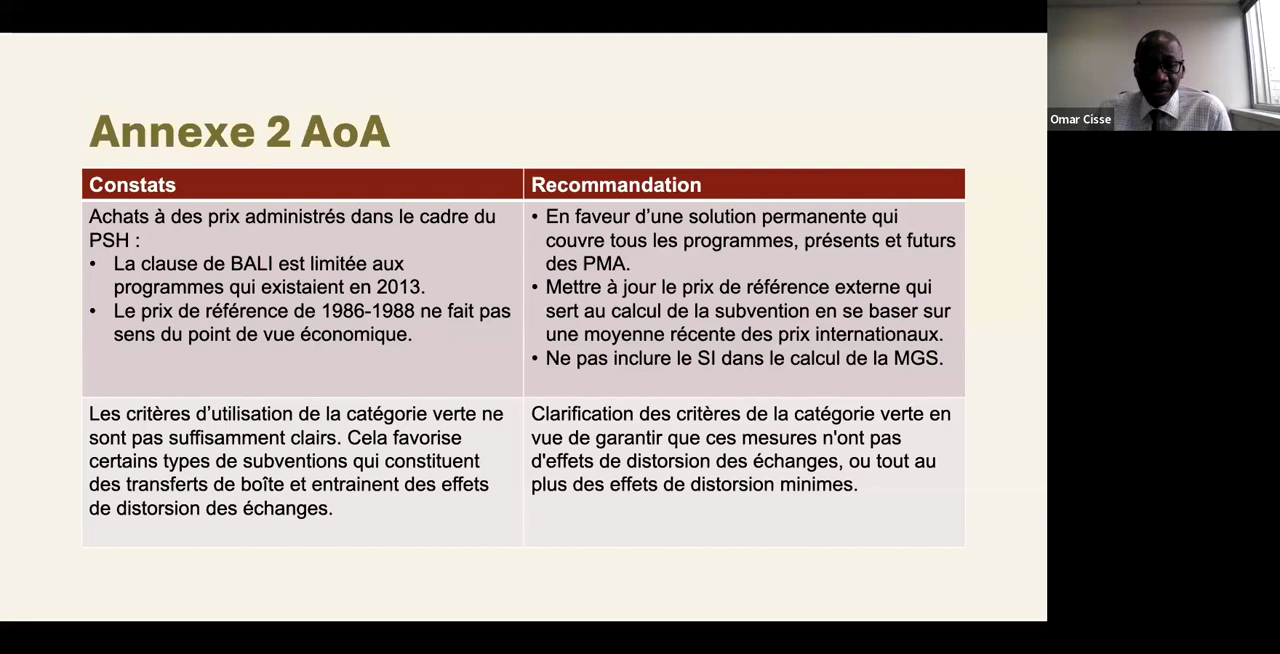 Annexe 2 AoA
Constats
Recommandation
Achats à des prix administrés dans le cadre du
PSH :
• La clause de BALI est limitée aux
programmes qui existaient en 2013.
• Le prix de référence de 1986-1988 ne fait pas
sens du point de vue économique.
• En faveur d’une solution permanente qui
couvre tous les programmes, présents et futurs
des PMA.
• Mettre à jour le prix de référence externe qui
sert au calcul de la subvention en se baser sur
une moyenne récente des prix internationaux.
• Ne pas inclure le SI dans le calcul de la MGS.
Les critères d’utilisation de la catégorie verte ne
sont pas suffisamment clairs. Cela favorise
certains types de subventions qui constituent
des transferts de boîte et entrainent des effets
de distorsion des échanges.
Clarification des critères de la catégorie verte en
vue de garantir que ces mesures n'ont pas
d'effets de distorsion des échanges, ou tout au
plus des effets de distorsion minimes.
Omar Cisse